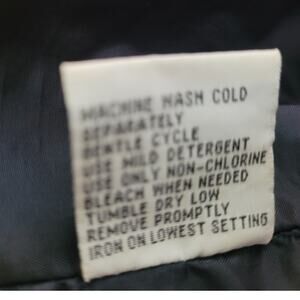 MACHINE WASH COLD
SEPARATELY
GENTLE CYCLE
USE MILD DETERGENT
USE ONLY NON-CHLORINE
BLEACH WHEN NEEDED
TUMBLE DRY LOW
REMOVE PROMPTLY
IRON ON LOWEST SETTING